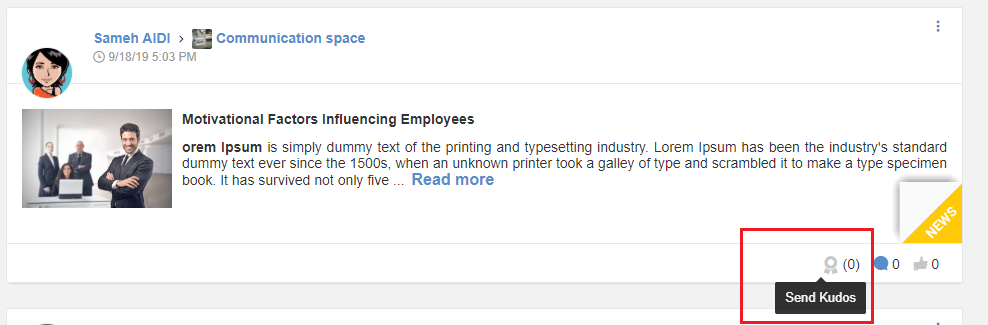 Sameh AIDI > Communication space
9/18/19 5:03 PM
Motivational Factors Influencing Employees
orem Ipsum is simply dummy text of the printing and typesetting industry. Lorem Ipsum has been the industry's standard
dummy text ever since the 1500s, when an unknown printer took a galley of type and scrambled it to make a type specimen
book. It has survived not only five ... Read more
NEWS
(0) 0 0
Send Kudos